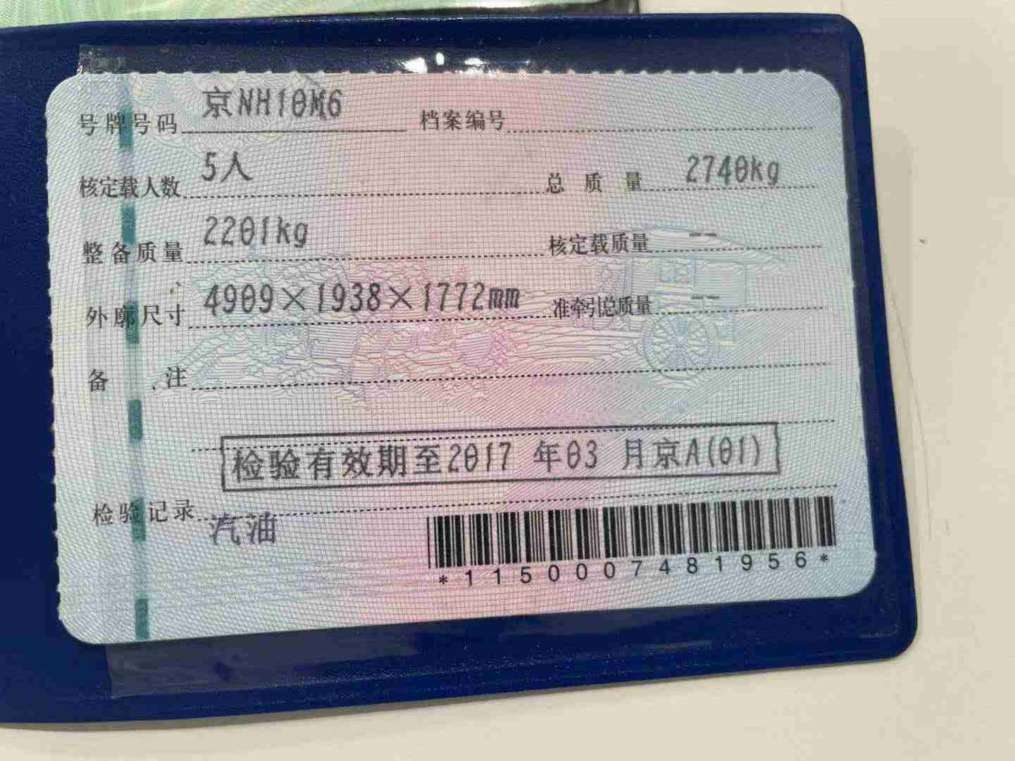 号牌号码 京NH10M6 档案编号
核定载人数 5人 总质量 2740kg
整备质量 2201kg 核定载质量 --
外廓尺寸 4909×1938×1772mm 准牵引总质量 --
备注
检验有效期至2017 年03 月京A(01)
检验记录
汽油
*1150007481956*